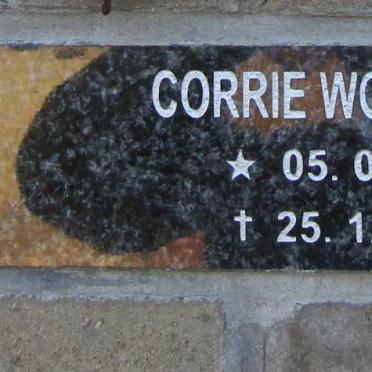 CORRIE WO
★ 05. 0
✝ 25. 1